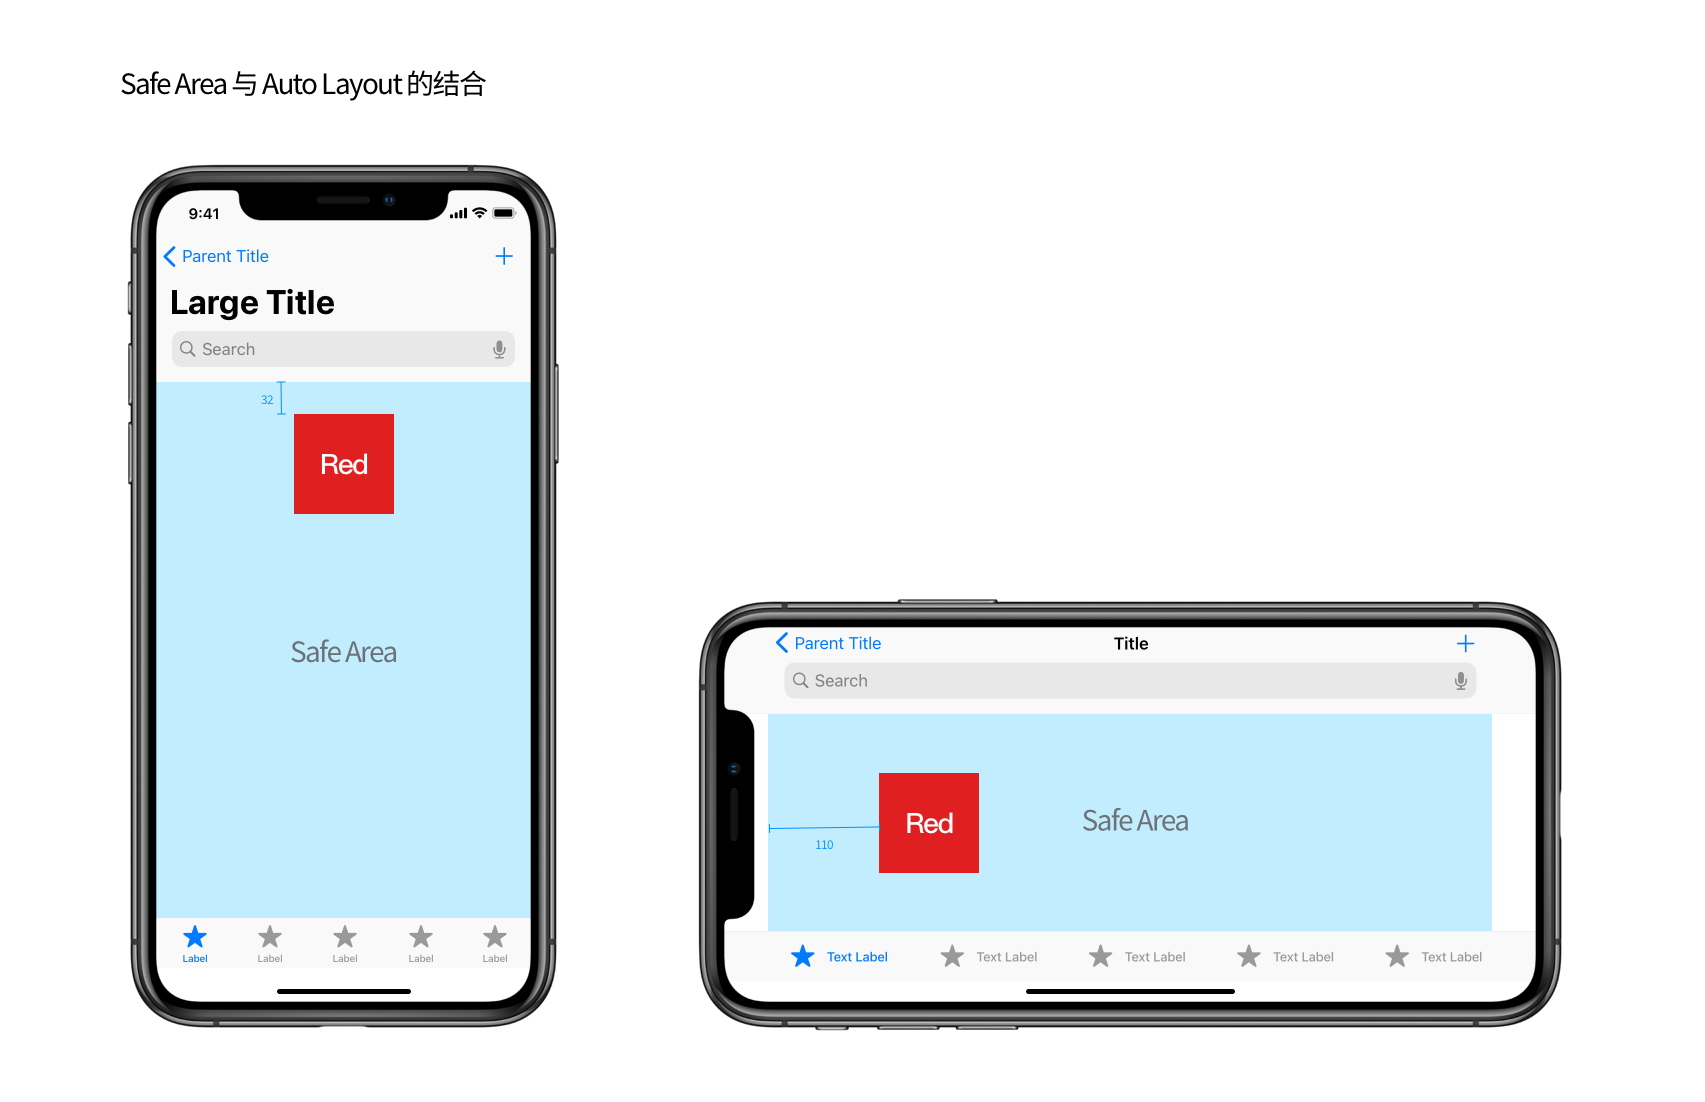 Safe Area 与 Auto Layout 的结合
9:41
Parent Title
Large Title
Search
32
Red
Safe Area
Label Label Label Label Label
Parent Title Title
Search
Red
Safe Area
110
Text Label Text Label Text Label Text Label Text Label